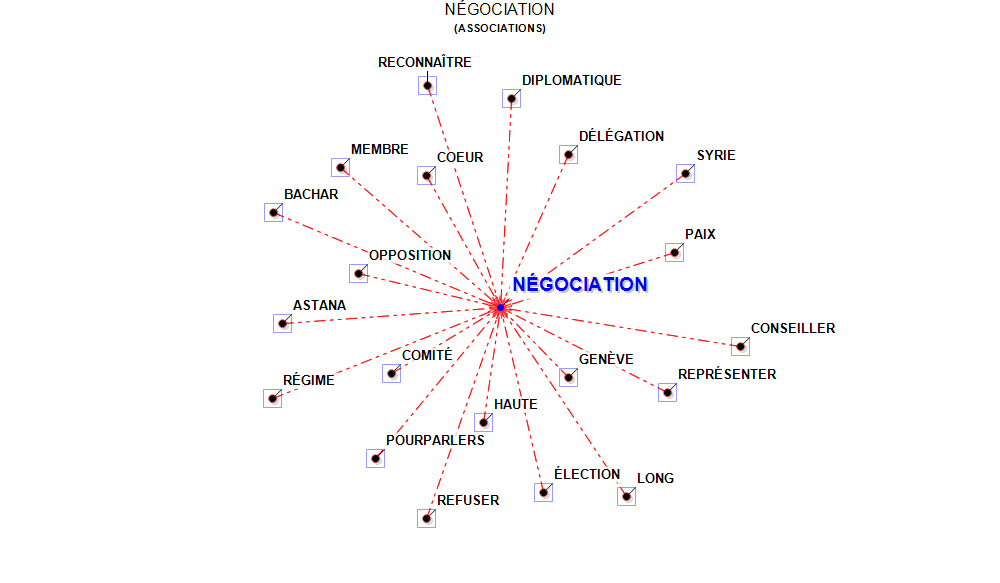 NÉGOCIATION
(ASSOCIATIONS)
RECONNAÎTRE
DIPLOMATIQUE
DÉLÉGATION
MEMBRE
COEUR
SYRIE
BACHAR
PAIX
OPPOSITION
NÉGOCIATION
ASTANA
CONSEILLER
COMITÉ
GENÈVE
RÉGIME
REPRÉSENTER
HAUTE
POURPARLERS
ÉLECTION
LONG
REFUSER